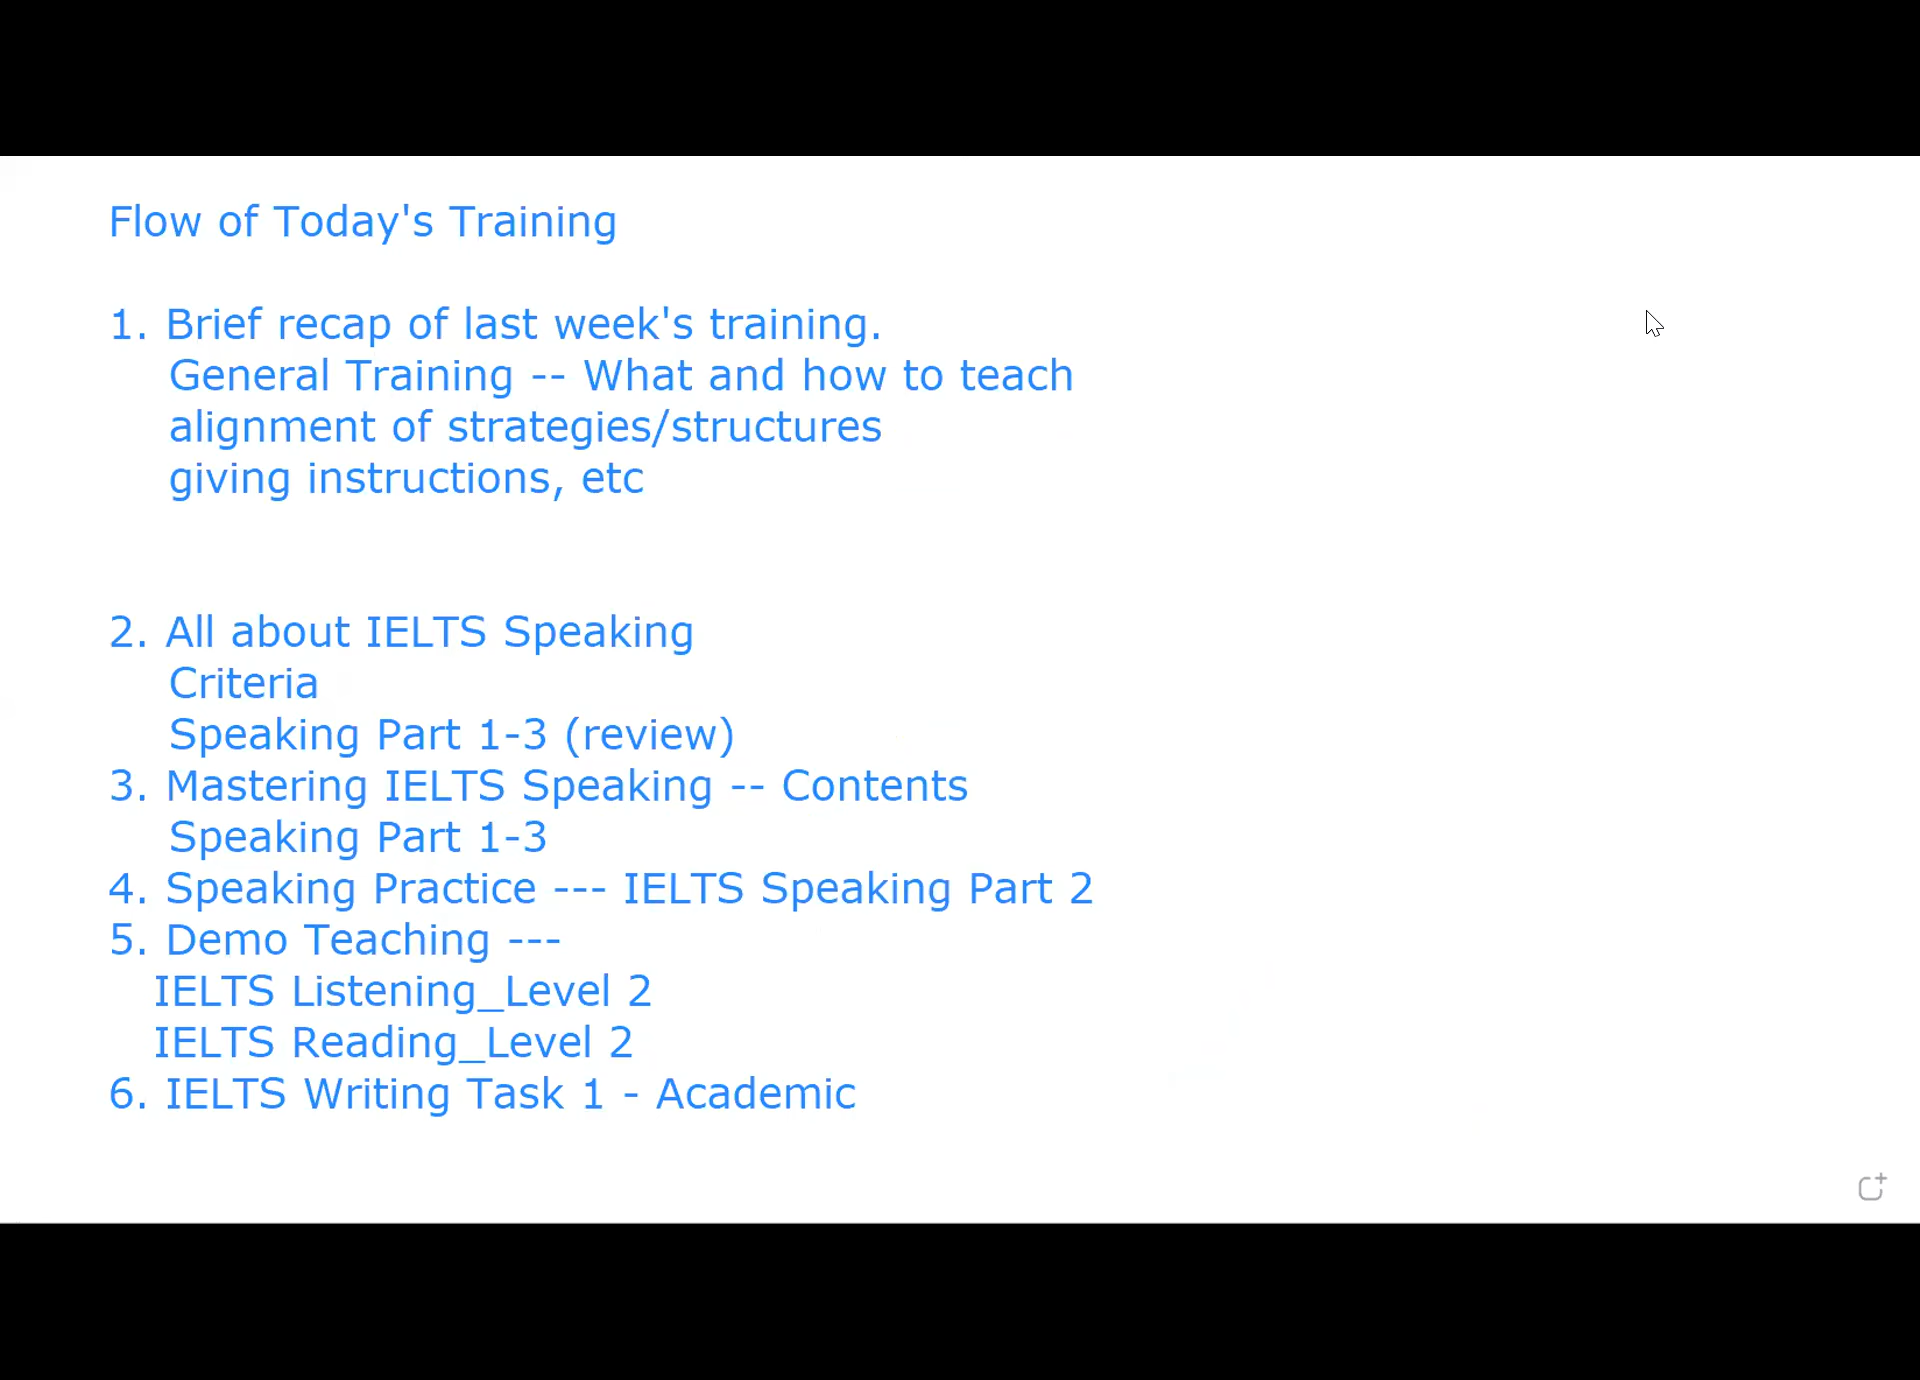 Flow of Today's Training
1. Brief recap of last week's training.
General Training -- What and how to teach
alignment of strategies/structures
giving instructions, etc
2. All about IELTS Speaking
Criteria
Speaking Part 1-3 (review)
3. Mastering IELTS Speaking -- Contents
Speaking Part 1-3
4. Speaking Practice --- IELTS Speaking Part 2
5. Demo Teaching ---
IELTS Listening_Level 2
IELTS Reading_Level 2
6. IELTS Writing Task 1 - Academic